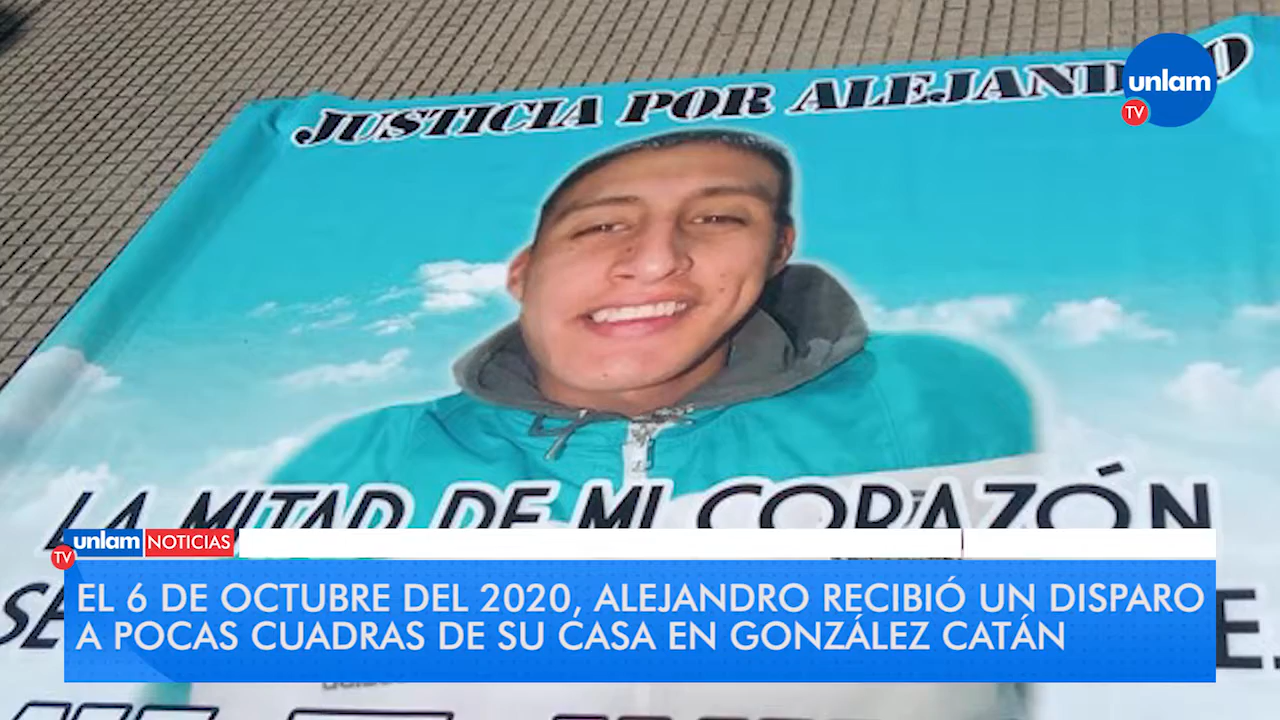 JUSTICIA POR ALEJANDRO
unlam
TV
LA MITAD DE MI CORAZÓN
unlam NOTICIAS
TV
SE
EL 6 DE OCTUBRE DEL 2020, ALEJANDRO RECIBIÓ UN DISPARO
A POCAS CUADRAS DE SU CASA EN GONZÁLEZ CATÁN